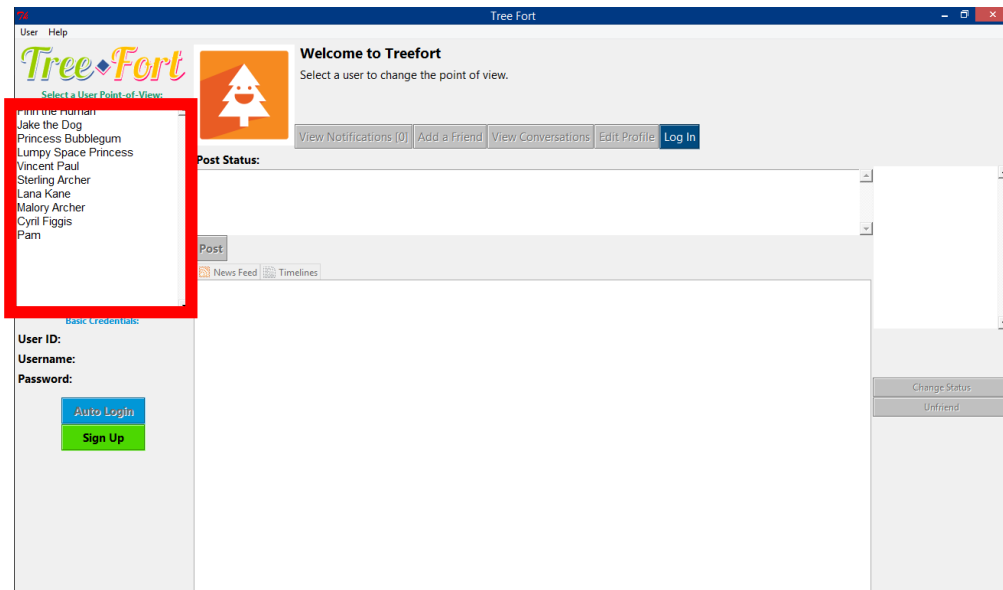 Tree Fort
User Help
Tree Fort
Select a User Point-of-View:
Finn the Human
Jake the Dog
Princess Bubblegum
Lumpy Space Princess
Vincent Paul
Sterling Archer
Lana Kane
Malory Archer
Cyril Figgis
Pam
Basic Credentials:
User ID:
Username:
Password:
Auto Login
Sign Up
Welcome to Treefort
Select a user to change the point of view.
View Notifications [0] Add a Friend View Conversations Edit Profile Log In
Post Status:
Post
News Feed Timelines
Change Status
Unfriend